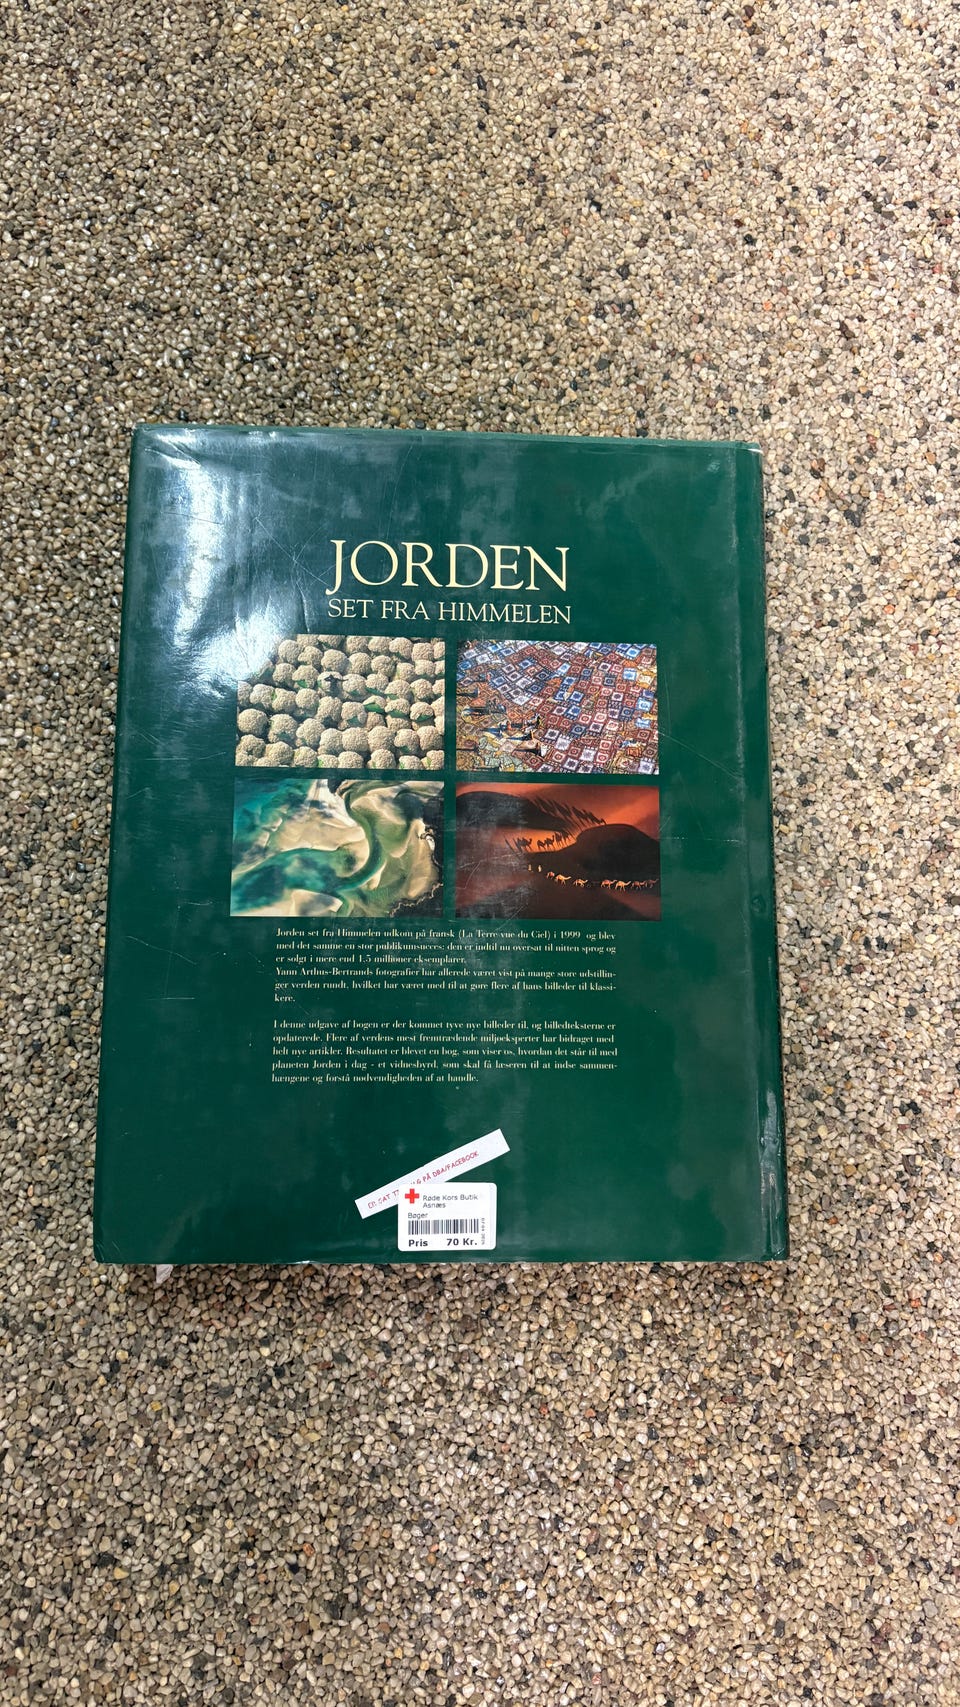 JORDEN
SET FRA HIMMELEN
Jorden set fra Himmelen udkom på fransk (La Terre vue du Ciel) i 1999 og blev
med det samme en stor publikumsucces: den er indtil nu oversat til nitten sprog og
er solgt i mere end 1.5 millioner eksemplarer.
Yann Arthus-Bertrands fotografier har allerede været vist på mange store udstillin-
ger verden rundt, hvilket har været med til at gøre flere af hans billeder til klassi-
kere.
I denne udgave af bogen er der kommet tyve nye billeder til, og billedteksterne er
opdaterede. Flere af verdens mest fremtrædende miljøeksperter har bidraget med
helt nye artikler. Resultatet er blevet en bog, som viser os, hvordan det står til med
planeten Jorden i dag - et vidnesbyrd, som skal få læseren til at indse sammen-
hængene og forstå nødvendigheden af at handle.
SAT PÅ DBA/FACEBOOK
Røde Kors Butik
Asnæs
Bøger
Pris 70 Kr.